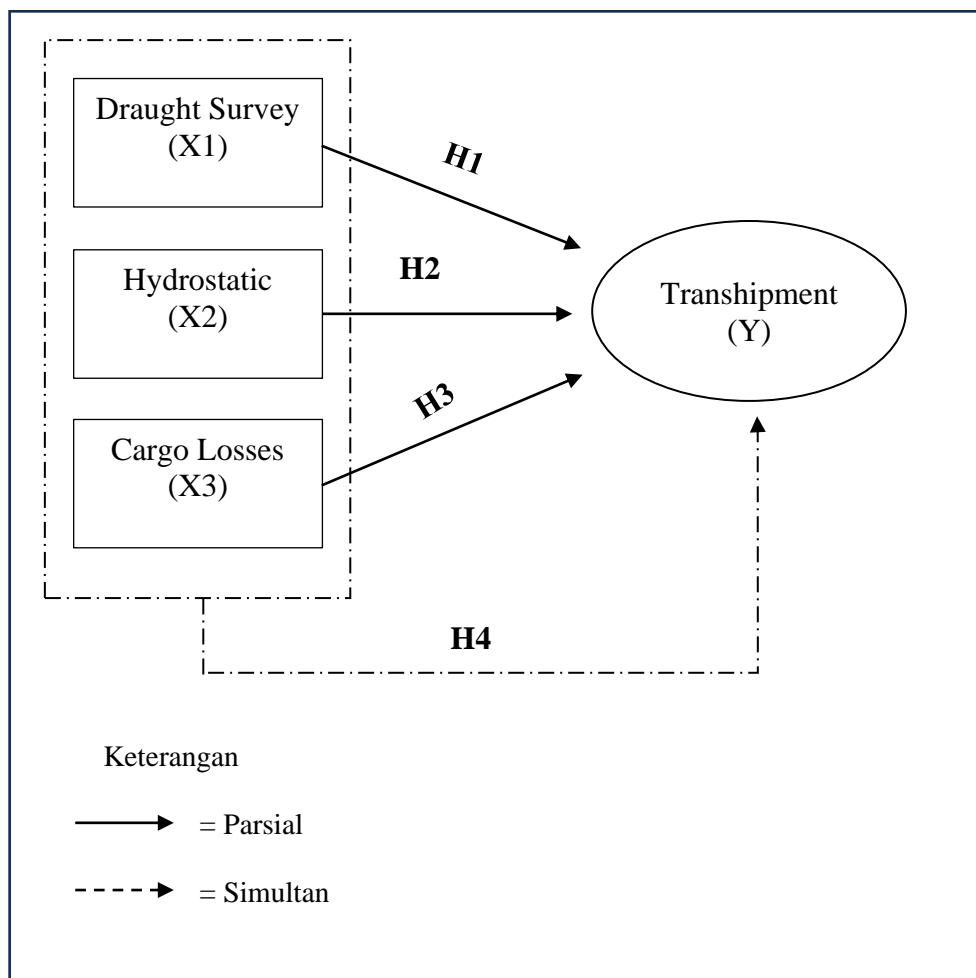 Draught Survey
(X1)
H1
Hydrostatic
(X2)
H2
Transhipment
(Y)
Cargo Losses
(X3)
H3
H4
Keterangan
= Parsial
= Simultan